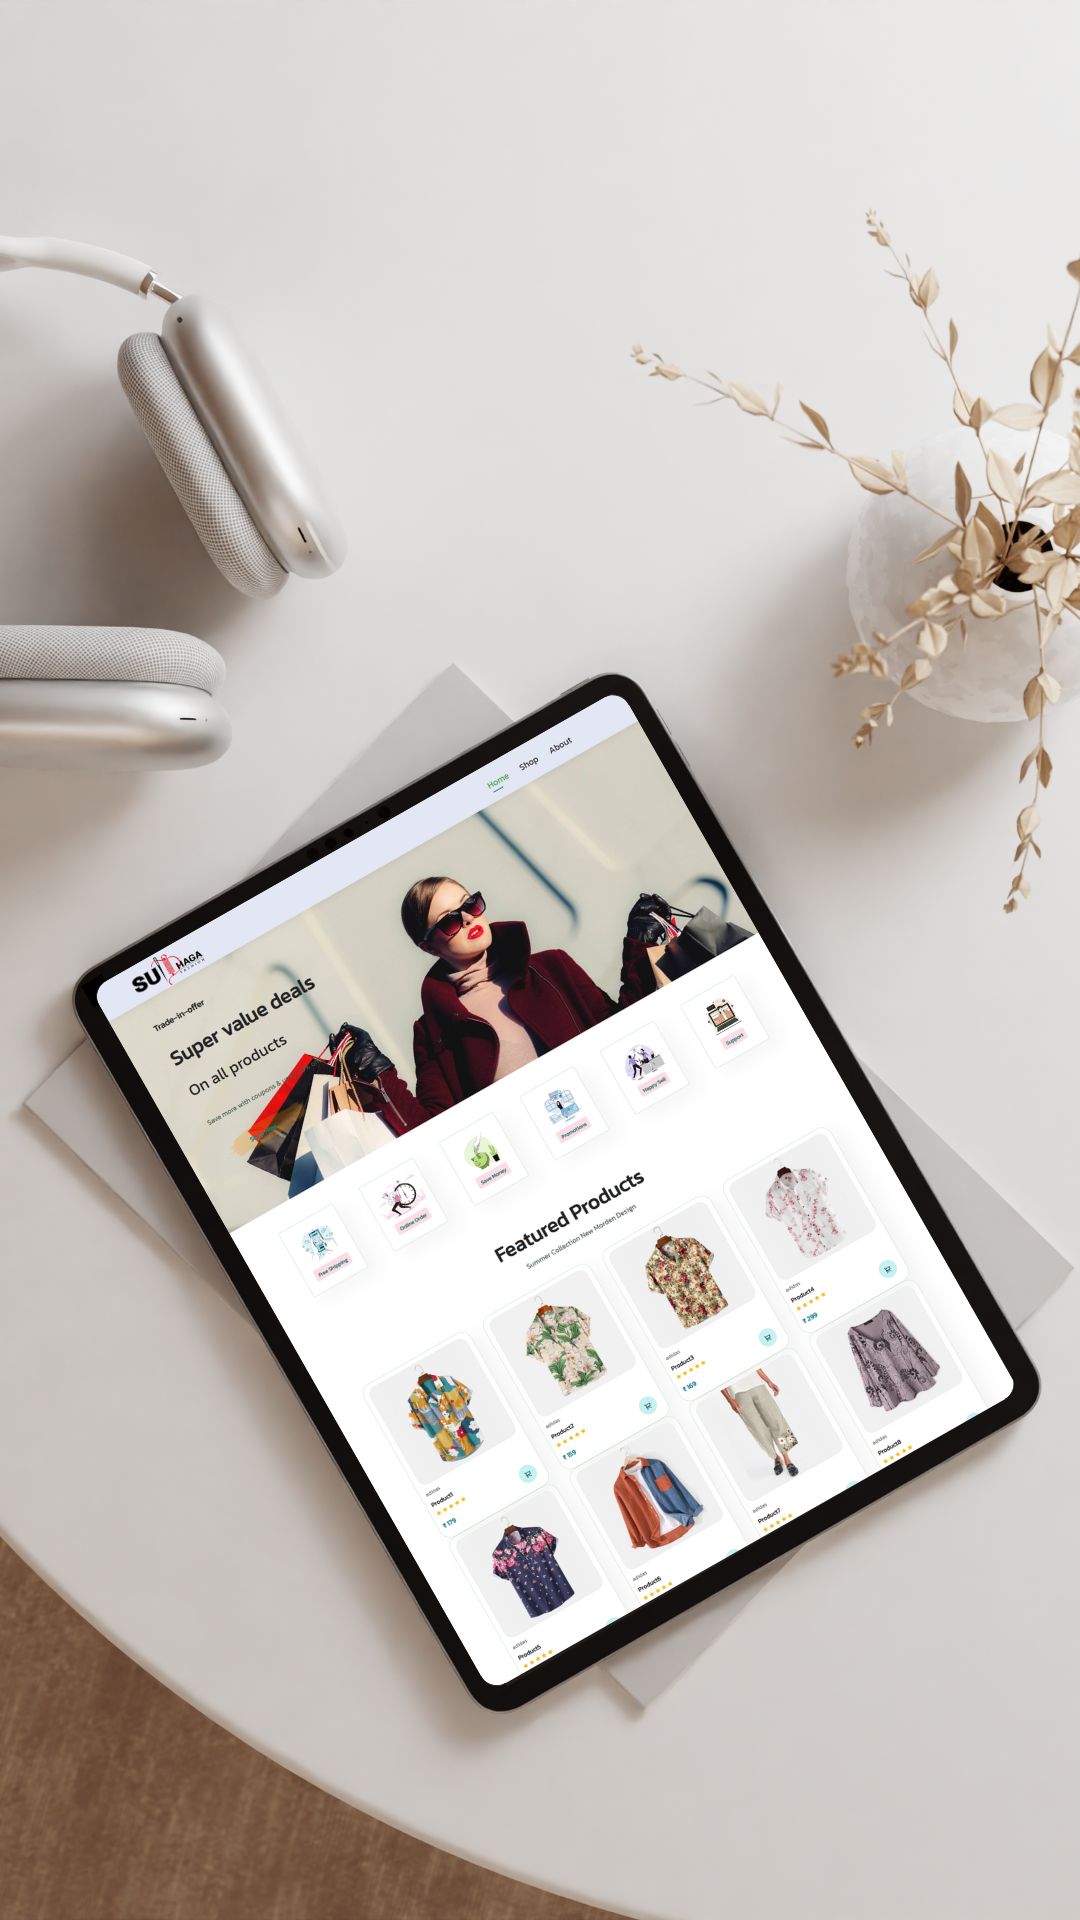 Home Shop About
SU HAGA
FASHION
Trade-in-offer
Super value deals
On all products
Save more with coupons &
Free Shipping
Online Order
Save Money
Promotions
Happy Sell
Support
Featured Products
Summer Collection New Morden Design
adidas
Product1
₹ 179
adidas
Product2
₹ 159
adidas
Product3
₹ 169
adidas
Product4
₹ 299
adidas
Product5
adidas
Product6
adidas
Product7
adidas
Product8